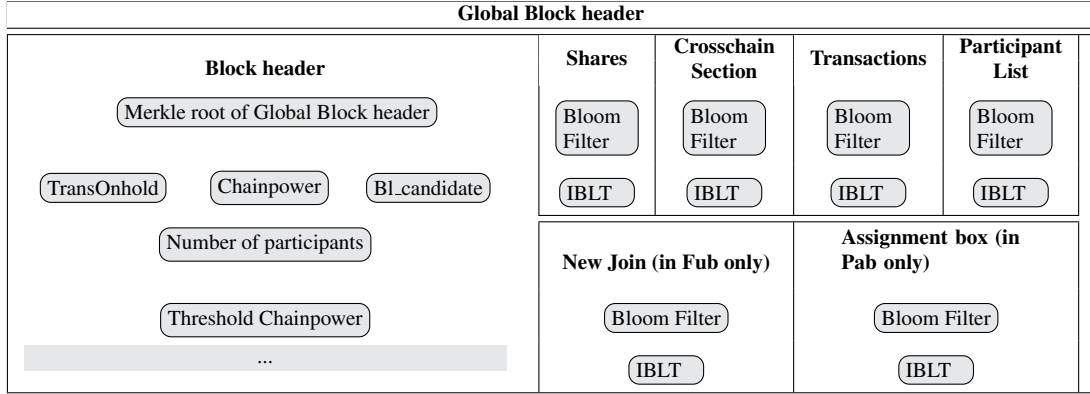 Global Block header
Block header
Merkle root of Global Block header
TransOnhold Chainpower Bl_candidate
Number of participants
Threshold Chainpower
...
Shares
Bloom
Filter
IBLT
Crosschain
Section
Bloom
Filter
IBLT
Transactions
Bloom
Filter
IBLT
Participant
List
Bloom
Filter
IBLT
New Join (in Fub only)
Bloom Filter
IBLT
Assignment box (in
Pab only)
Bloom Filter
IBLT